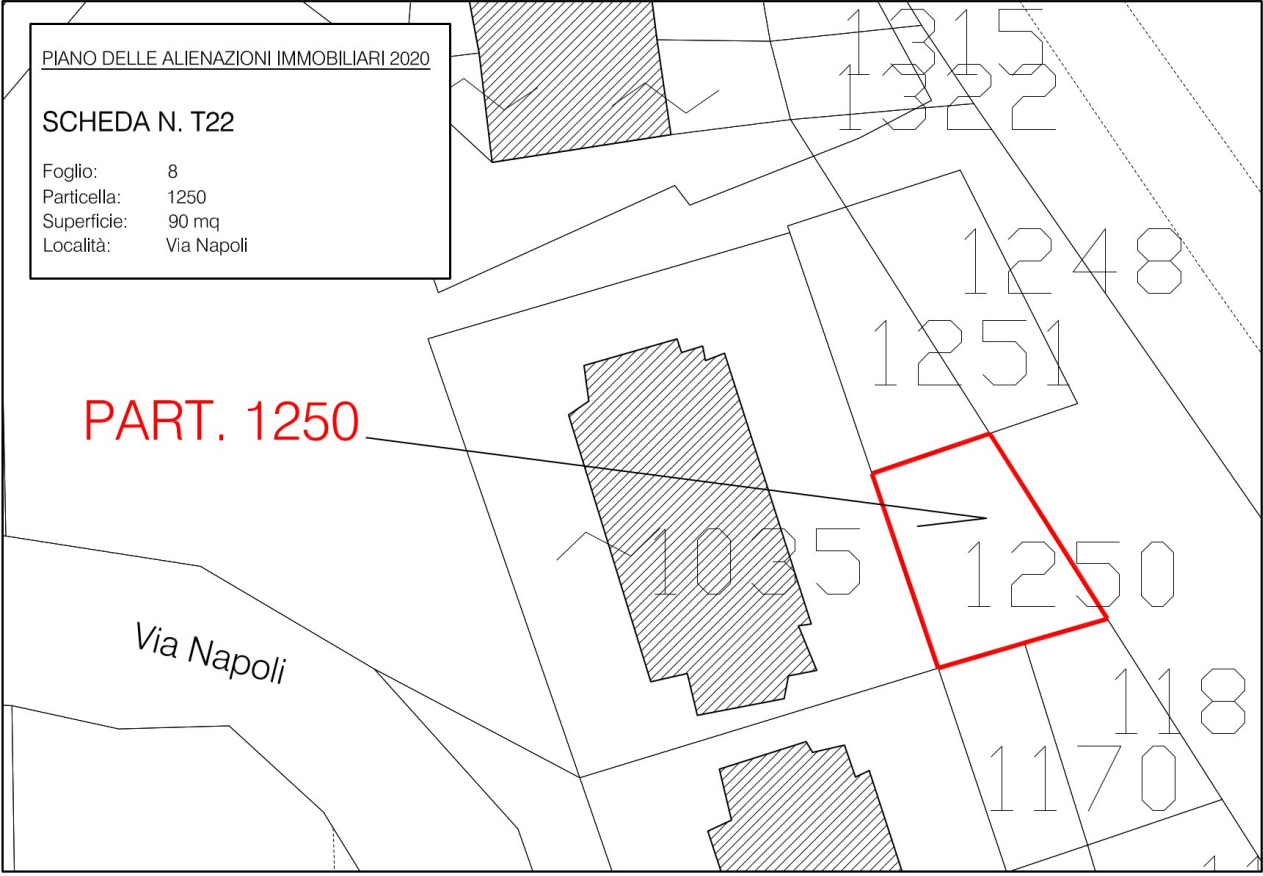 PIANO DELLE ALIENAZIONI IMMOBILIARI 2020
SCHEDA N. T22
Foglio: 8
Particella: 1250
Superficie: 90 mq
Località: Via Napoli
1315
1322
1248
1251
PART. 1250
1035
1250
Via Napoli
118
1170